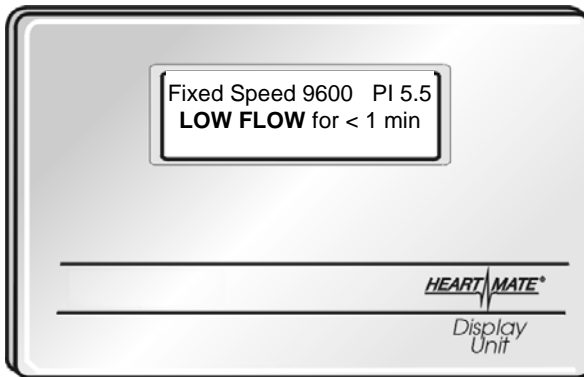 Fixed Speed 9600 PI 5.5
LOW FLOW for < 1 min
HEARTMATE®
Display
Unit